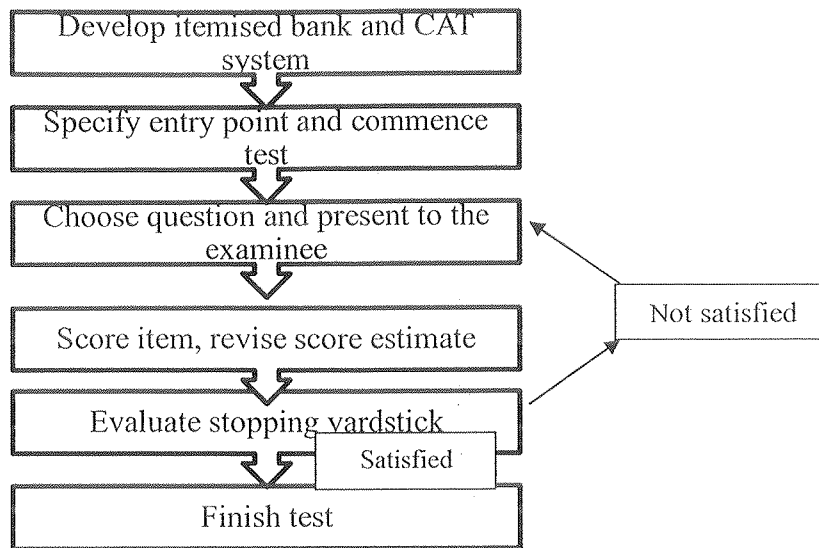 Develop itemised bank and CAT
system
Specify entry point and commence
test
Choose question and present to the
examinee
Not satisfied
Score item, revise score estimate
Evaluate stopping yardstick
Satisfied
Finish test